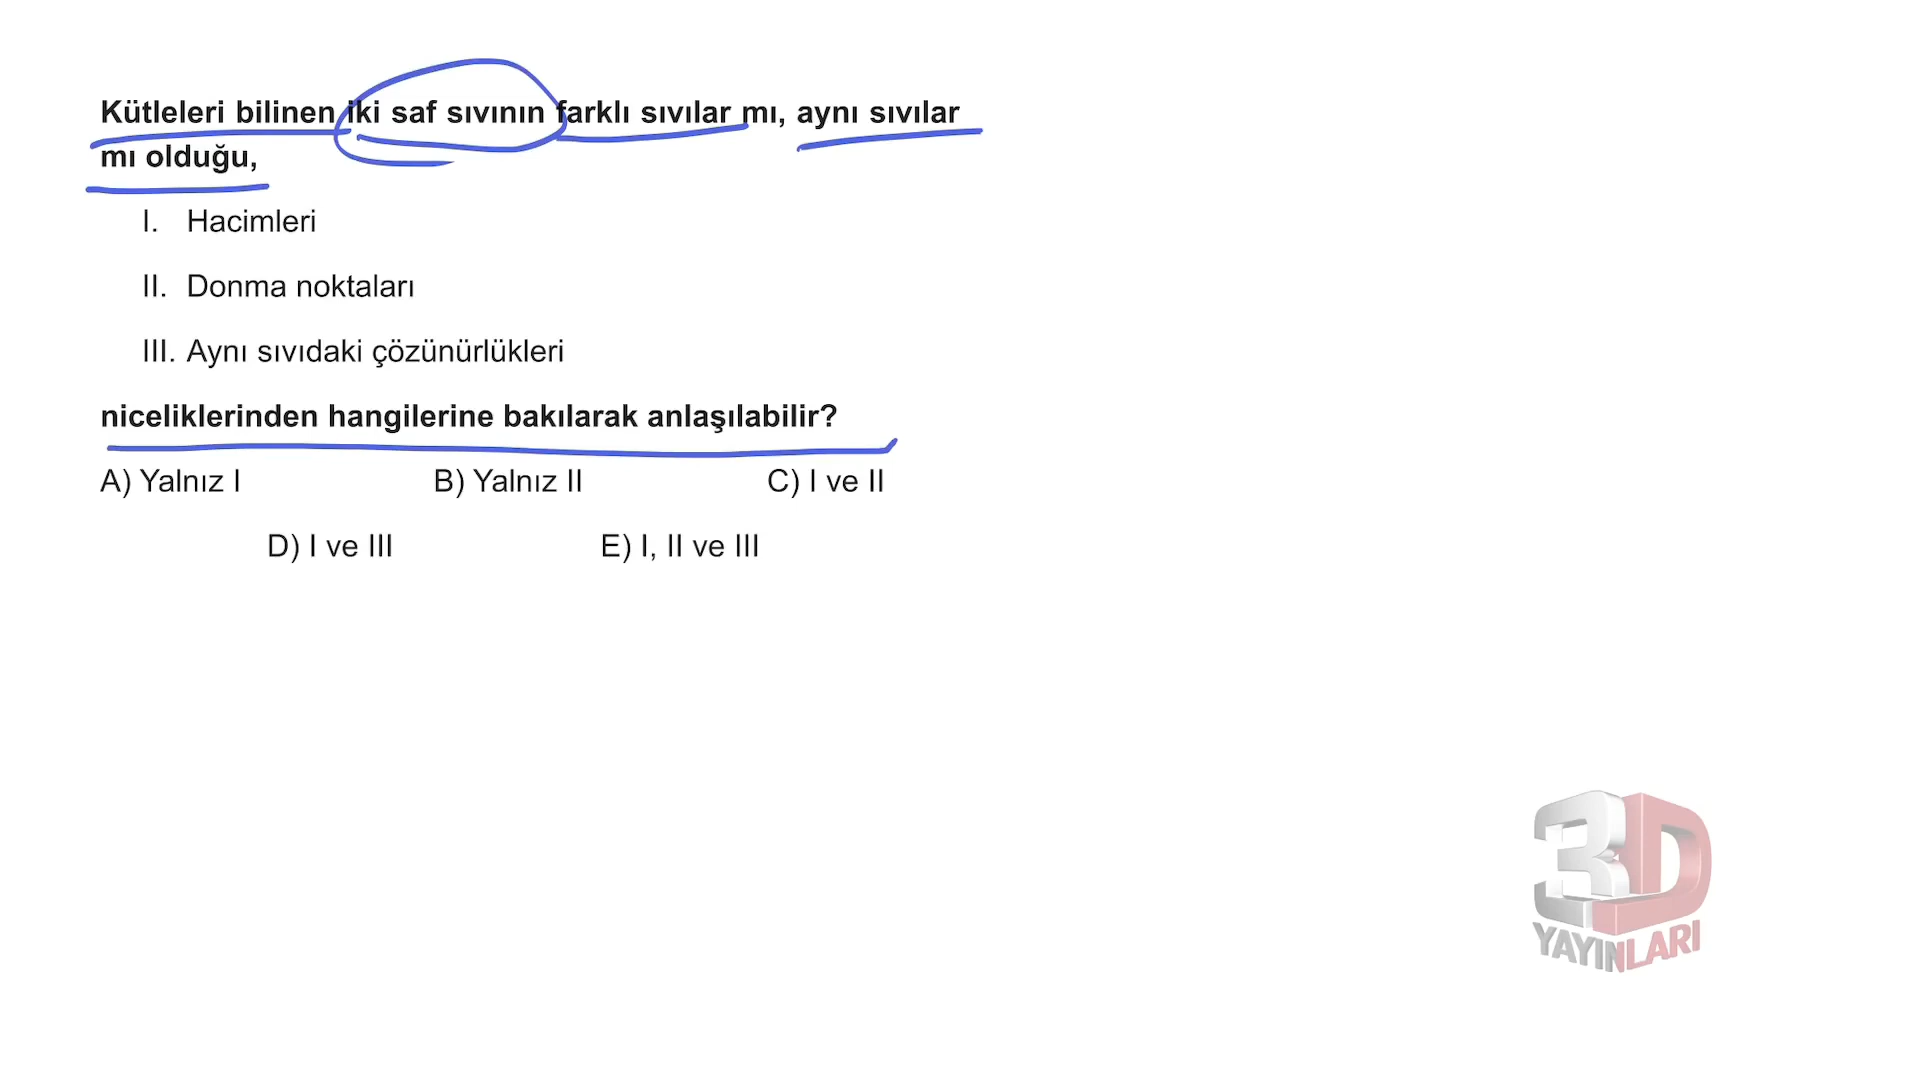 Kütleleri bilinen iki saf sıvının farklı sıvılar mı, aynı sıvılar
mı olduğu,
I. Hacimleri
II. Donma noktaları
III. Aynı sıvıdaki çözünürlükleri
niceliklerinden hangilerine bakılarak anlaşılabilir?
A) Yalnız I B) Yalnız II C) I ve II
D) I ve III E) I, II ve III
3D
YAYINLARI